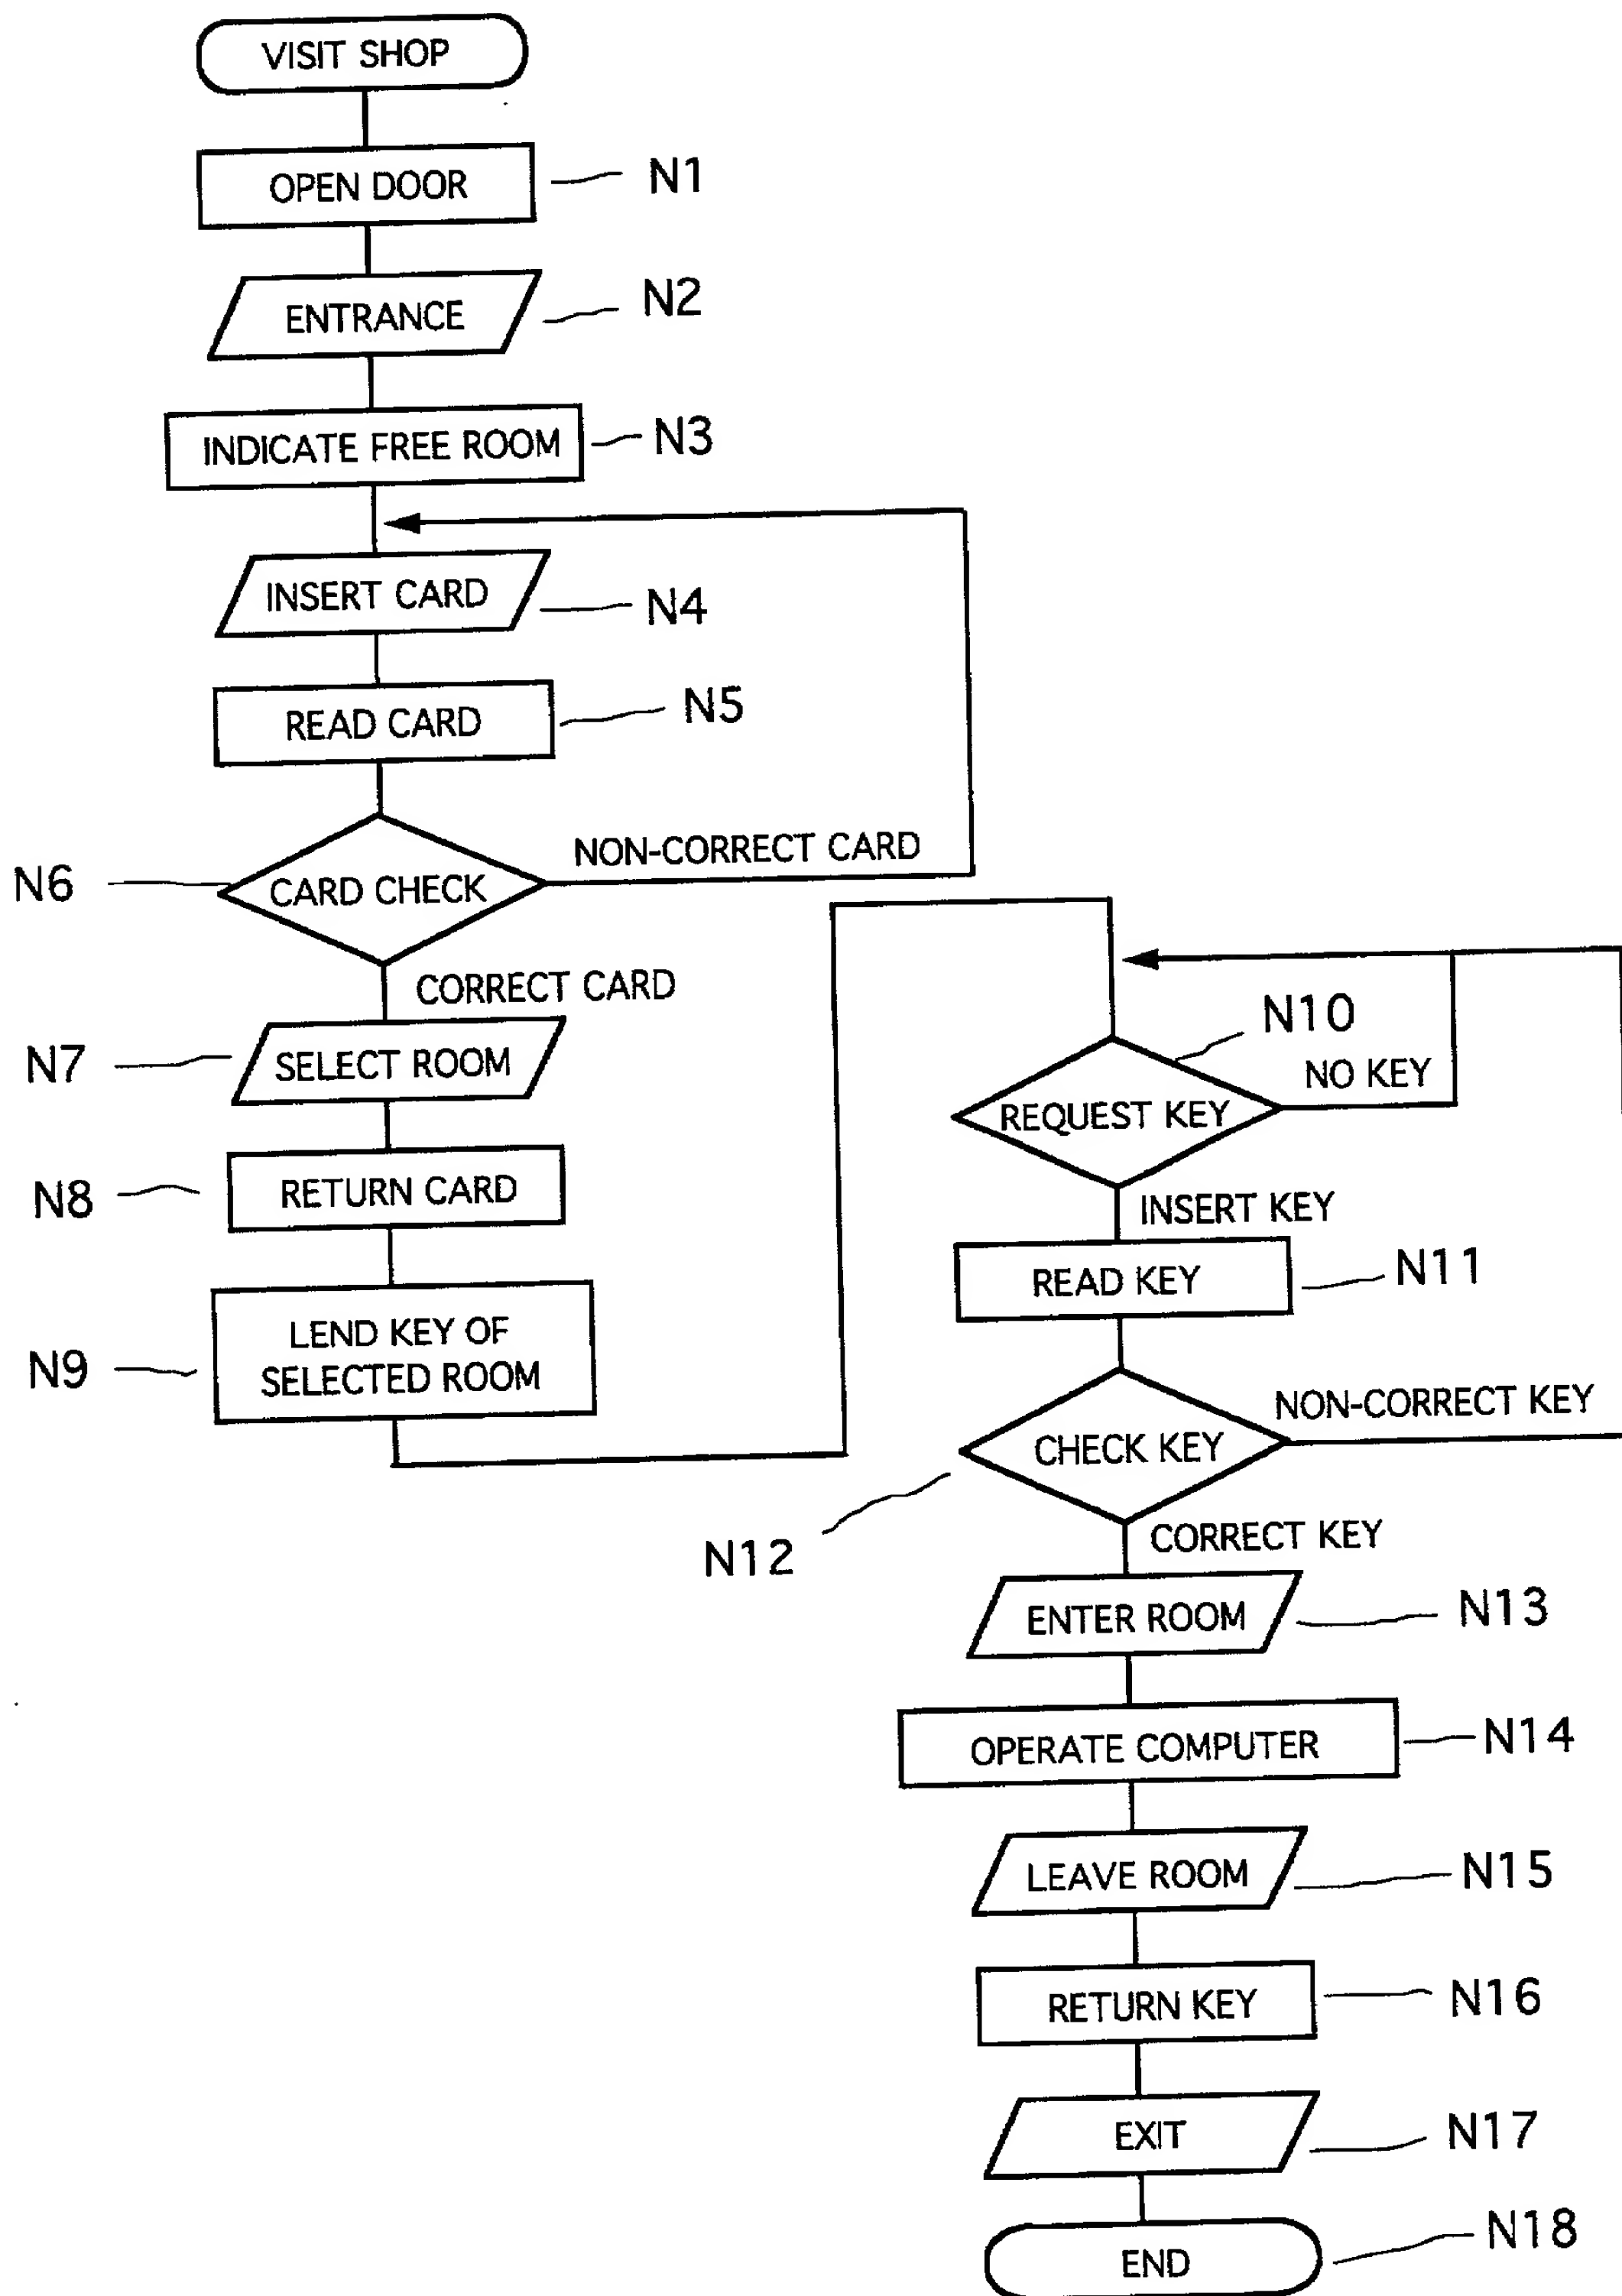 VISIT SHOP
OPEN DOOR
N1
ENTRANCE
N2
INDICATE FREE ROOM
N3
INSERT CARD
N4
READ CARD
N5
N6
CARD CHECK
NON-CORRECT CARD
CORRECT CARD
N7
SELECT ROOM
N8
RETURN CARD
N9
LEND KEY OF
SELECTED ROOM
N10
REQUEST KEY
NO KEY
INSERT KEY
READ KEY
N11
CHECK KEY
NON-CORRECT KEY
N12
CORRECT KEY
ENTER ROOM
N13
OPERATE COMPUTER
N14
LEAVE ROOM
N15
RETURN KEY
N16
EXIT
N17
END
N18